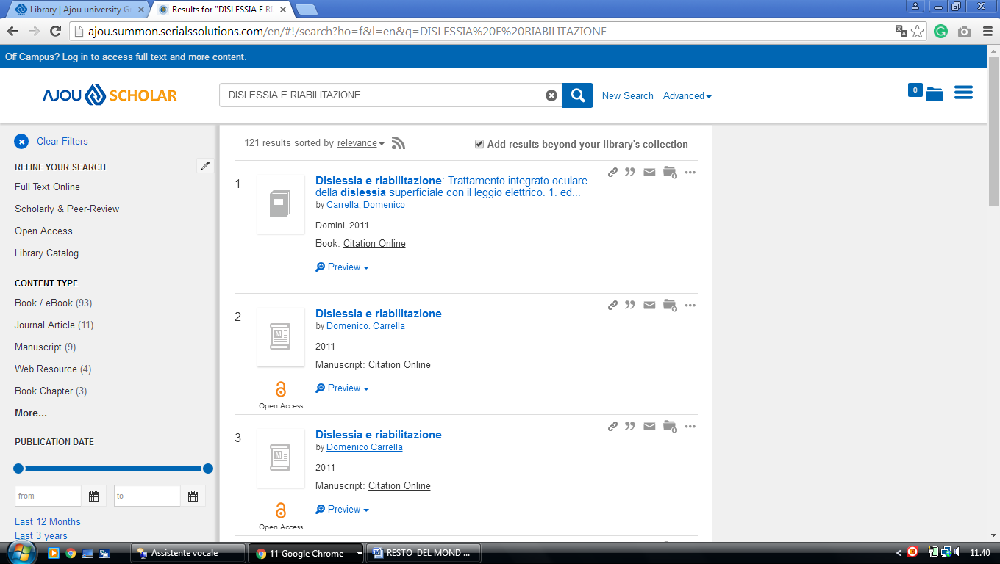 Library | Ajou university G
Results for "DISLESSIA E RI
ajou.summon.serialssolutions.com/en/#!/search?ho=f&l=en&q=DISLESSIA%20E%20RIABILITAZIONE
Off Campus? Log in to access full text and more content.
AJOU SCHOLAR
DISLESSIA E RIABILITAZIONE
New Search
Advanced
0
Clear Filters
REFINE YOUR SEARCH
Full Text Online
Scholarly & Peer-Review
Open Access
Library Catalog
CONTENT TYPE
Book / eBook (93)
Journal Article (11)
Manuscript (9)
Web Resource (4)
Book Chapter (3)
More...
PUBLICATION DATE
from
to
Last 12 Months
Last 3 years
121 results sorted by relevance
Add results beyond your library's collection
1
Dislessia e riabilitazione: Trattamento integrato oculare
della dislessia superficiale con il leggio elettrico. 1. ed...
by Carrella, Domenico
Domini, 2011
Book: Citation Online
Preview
2
Dislessia e riabilitazione
by Domenico. Carrella
2011
Manuscript: Citation Online
Preview
Open Access
3
Dislessia e riabilitazione
by Domenico Carrella
2011
Manuscript: Citation Online
Preview
Open Access
Assistente vocale
11 Google Chrome
RESTO DEL MOND ...
11.40